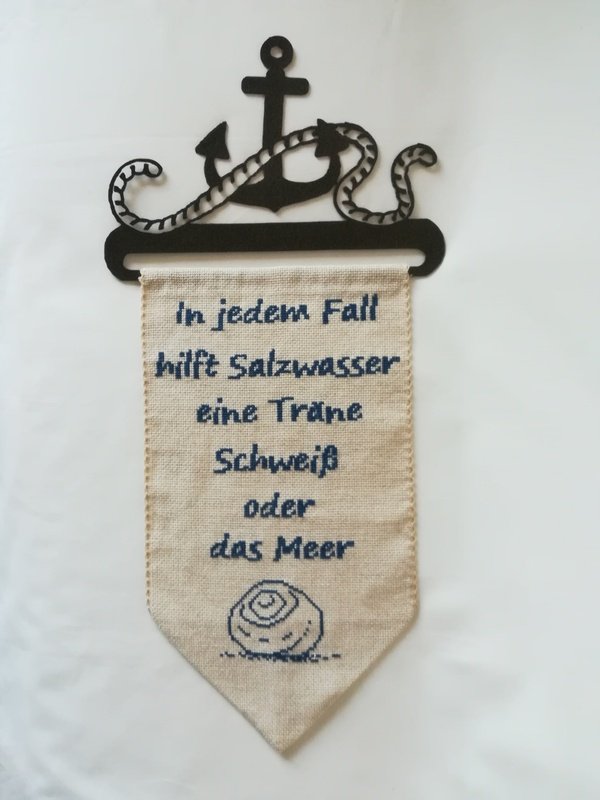 In jedem Fall
hilft Salzwasser
eine Träne
Schweiß
oder
das Meer